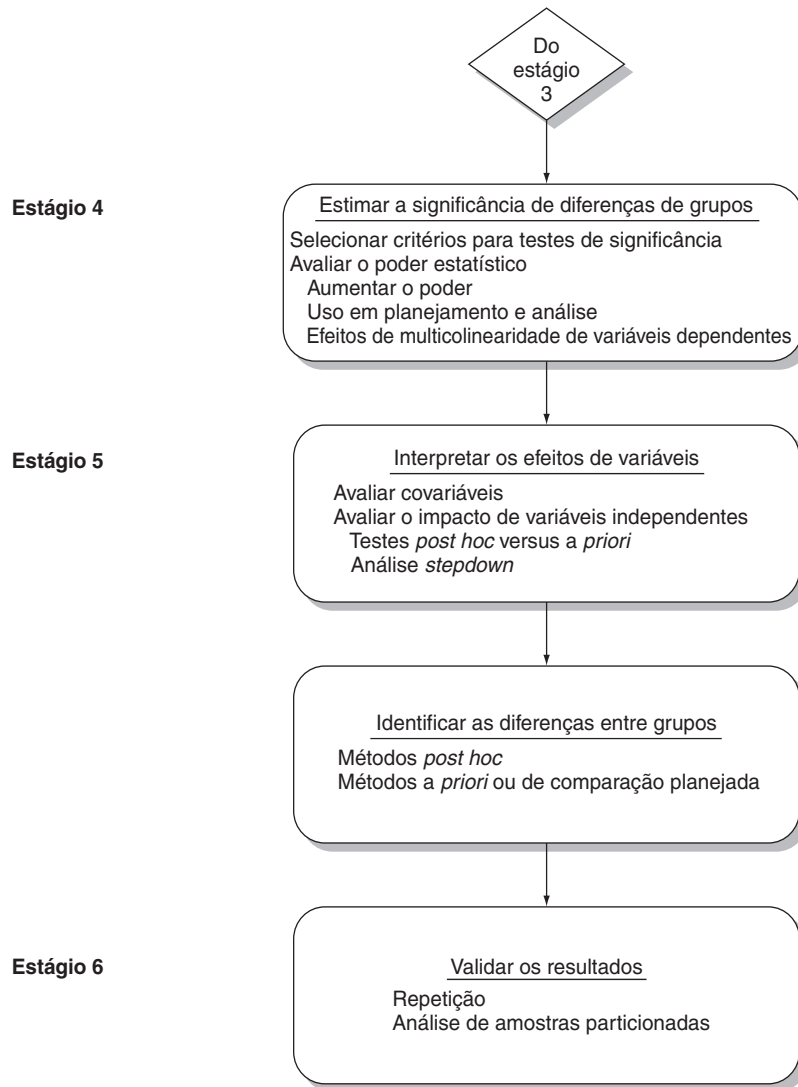 Do
estágio
3
Estágio 4
Estimar a significância de diferenças de grupos
Selecionar critérios para testes de significância
Avaliar o poder estatístico
Aumentar o poder
Uso em planejamento e análise
Efeitos de multicolinearidade de variáveis dependentes
Estágio 5
Interpretar os efeitos de variáveis
Avaliar covariáveis
Avaliar o impacto de variáveis independentes
Testes post hoc versus a priori
Análise stepdown
Identificar as diferenças entre grupos
Métodos post hoc
Métodos a priori ou de comparação planejada
Estágio 6
Validar os resultados
Repetição
Análise de amostras particionadas